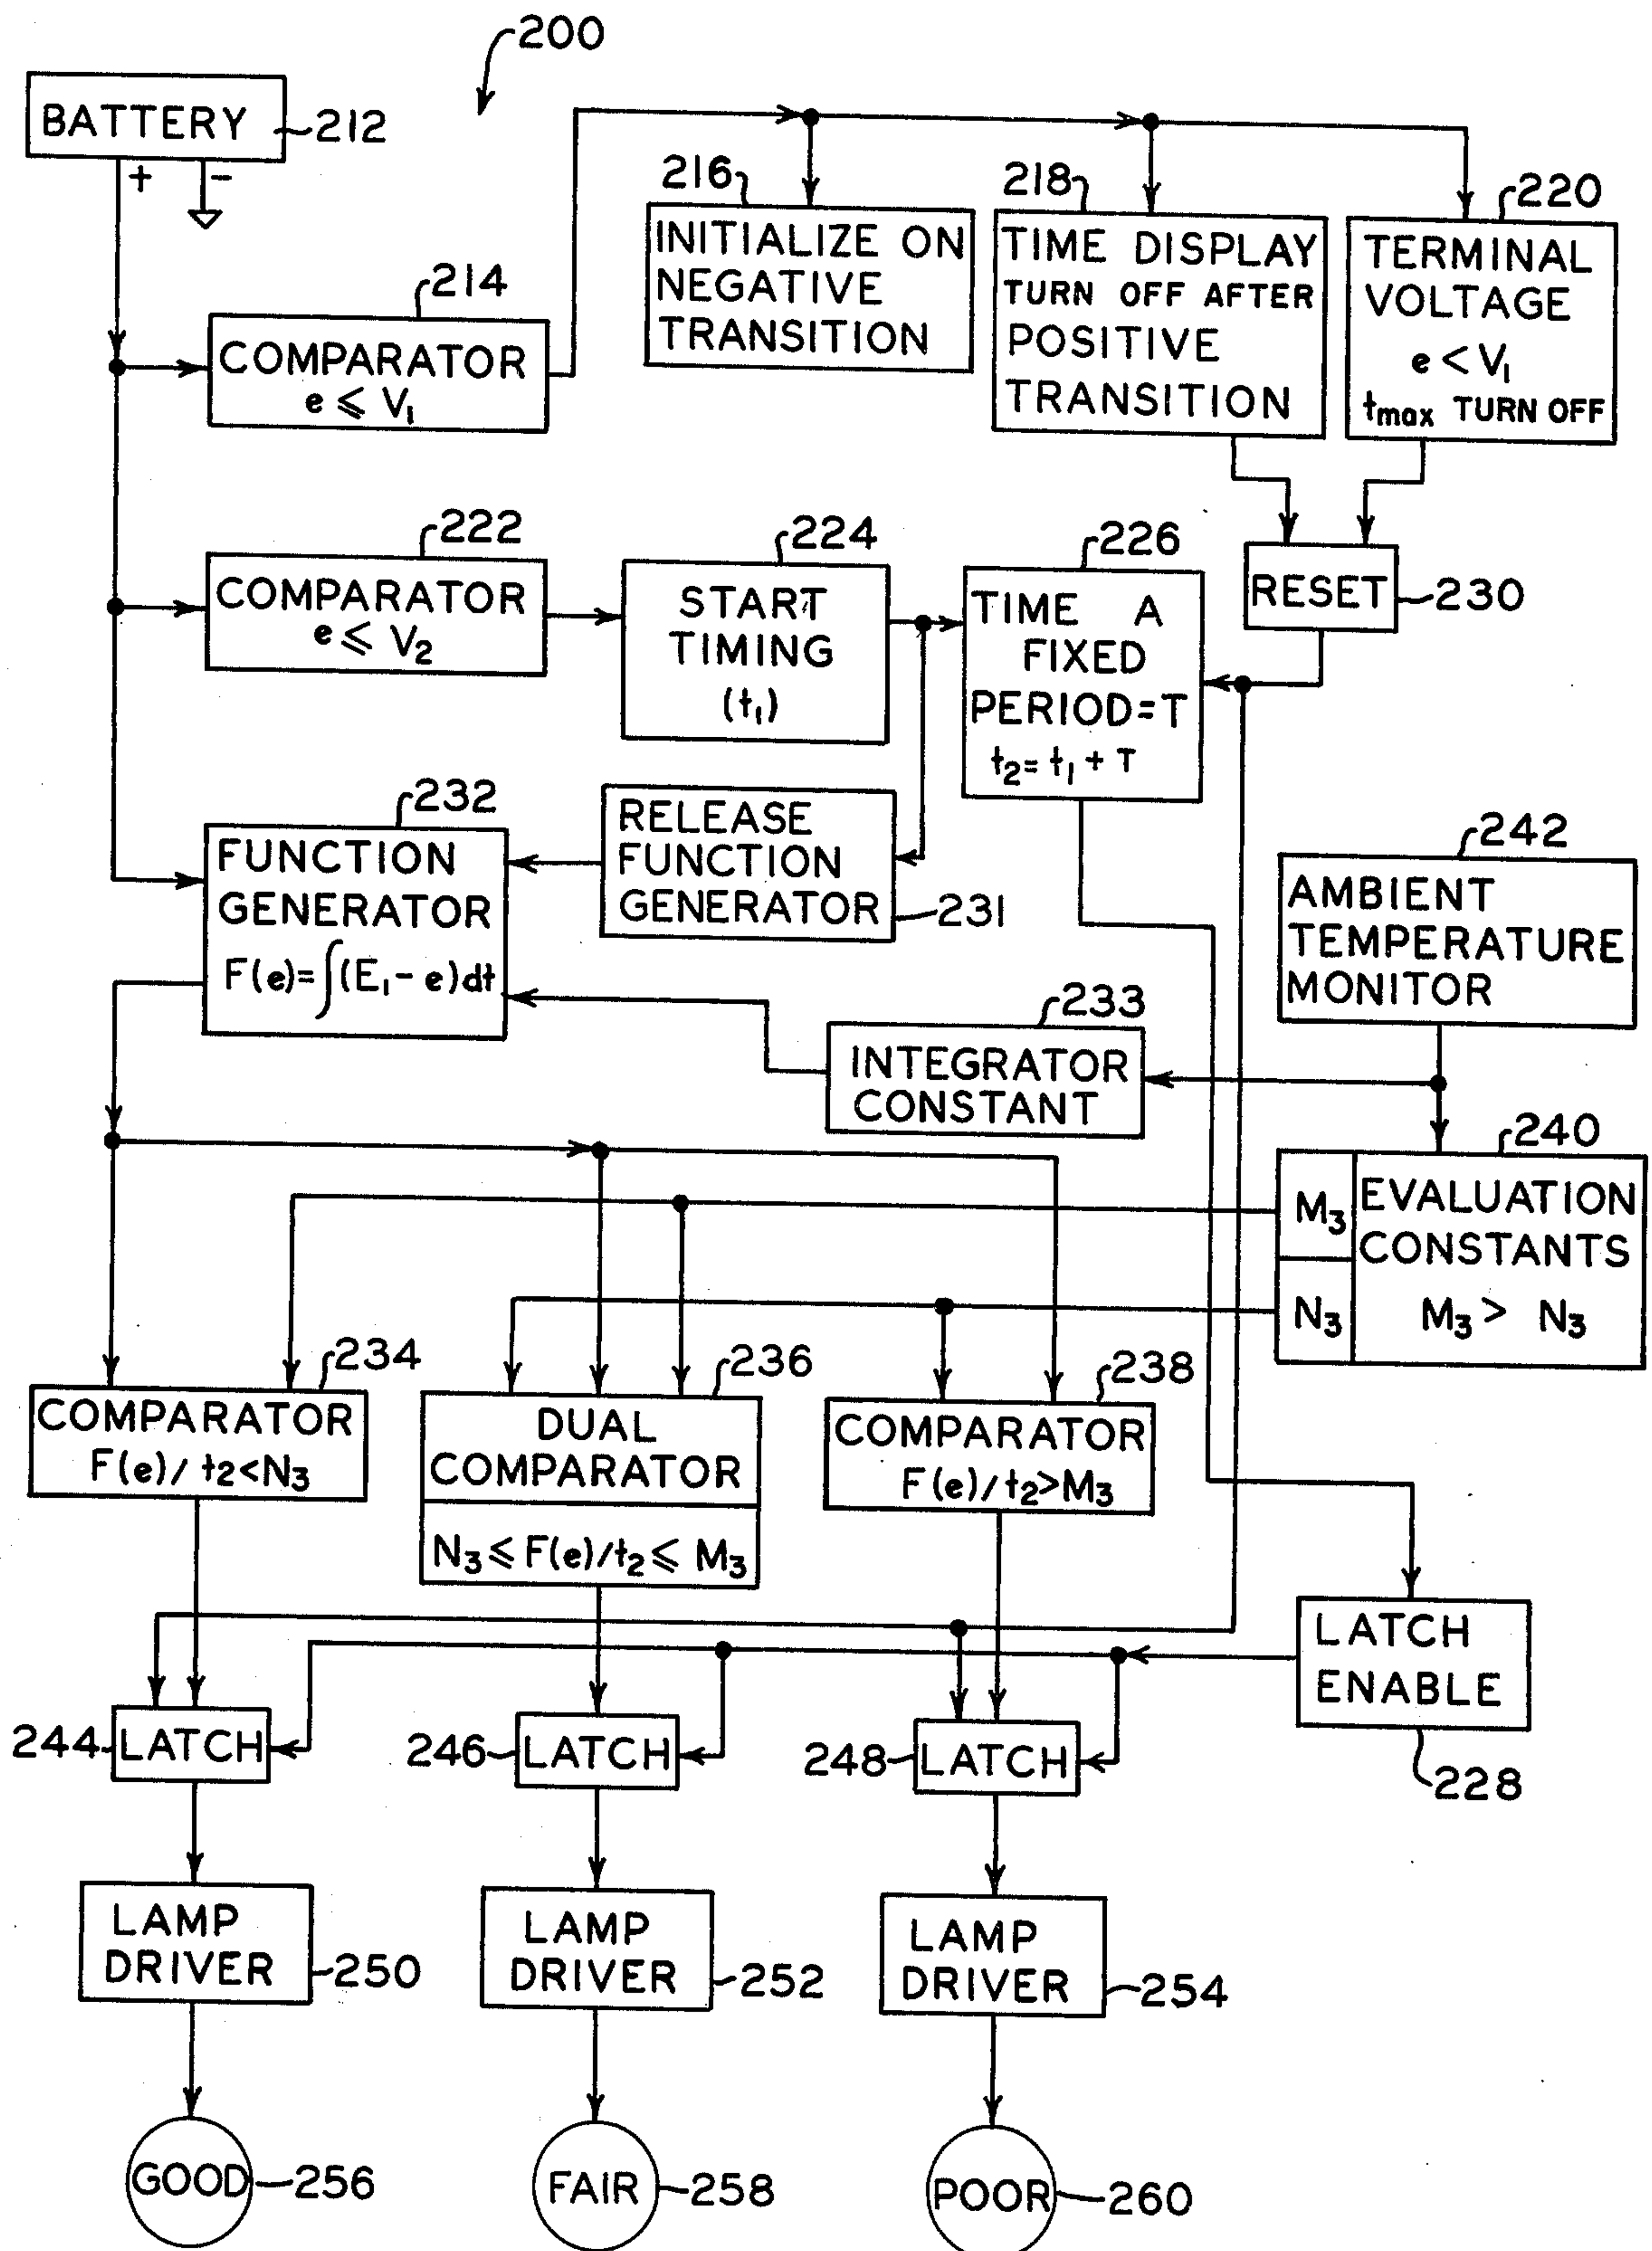 200
BATTERY
212
+
−
214
COMPARATOR
e ⩽ V₁
216
INITIALIZE ON
NEGATIVE
TRANSITION
218
TIME DISPLAY
TURN OFF AFTER
POSITIVE
TRANSITION
220
TERMINAL
VOLTAGE
e < V₁
tmax TURN OFF
222
COMPARATOR
e ⩽ V₂
224
START
TIMING
(t₁)
226
TIME A
FIXED
PERIOD=T
t₂= t₁ + T
RESET
230
232
FUNCTION
GENERATOR
F(e)=∫(E₁- e)dt
RELEASE
FUNCTION
GENERATOR
231
242
AMBIENT
TEMPERATURE
MONITOR
233
INTEGRATOR
CONSTANT
240
M₃
N₃
EVALUATION
CONSTANTS
M₃ > N₃
234
COMPARATOR
F(e)/ t₂<N₃
236
DUAL
COMPARATOR
N₃ ⩽ F(e)/t₂ ⩽ M₃
238
COMPARATOR
F(e)/t₂>M₃
LATCH
ENABLE
228
244
LATCH
246
LATCH
248
LATCH
LAMP
DRIVER
250
LAMP
DRIVER
252
LAMP
DRIVER
254
GOOD
256
FAIR
258
POOR
260